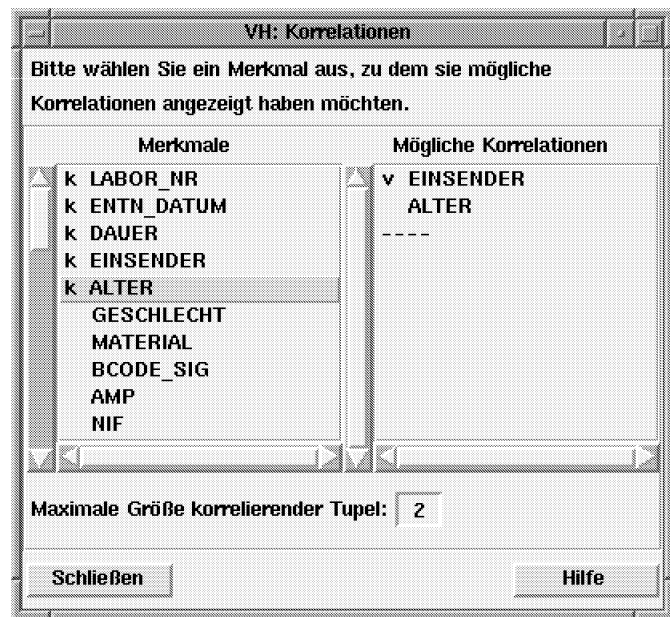 VH: Korrelationen
Bitte wählen Sie ein Merkmal aus, zu dem sie mögliche
Korrelationen angezeigt haben möchten.
Merkmale
k LABOR_NR
k ENTN_DATUM
k DAUER
k EINSENDER
k ALTER
GESCHLECHT
MATERIAL
BCODE_SIG
AMP
NIF
Mögliche Korrelationen
v EINSENDER
ALTER
----
Maximale Größe korrelierender Tupel: 2
Schließen
Hilfe